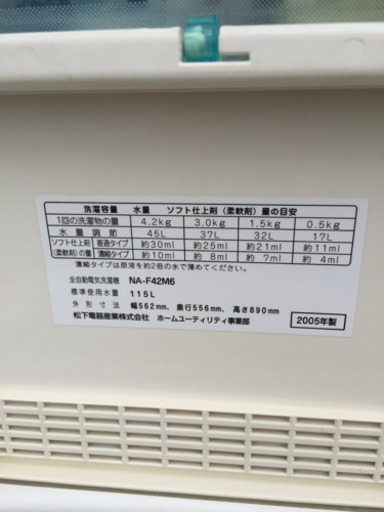 洗濯容量 水量 ソフト仕上剤（柔軟剤）量の目安
1回の洗濯物の量 4.2kg 3.0kg 1.5kg 0.5kg
水量調節 45L 37L 32L 17L
ソフト仕上剤 普通タイプ 約30ml 約25ml 約21ml 約11ml
（柔軟剤）の量 濃縮タイプ 約10ml 約8ml 約7ml 約4ml
濃縮タイプは原液を約2倍の水で薄めてください。
全自動電気洗濯機 NA-F42M6
標準使用水量 115L
外形寸法 幅562mm、奥行556mm、高さ890mm
松下電器産業株式会社 ホームユーティリティ事業部 2005年製